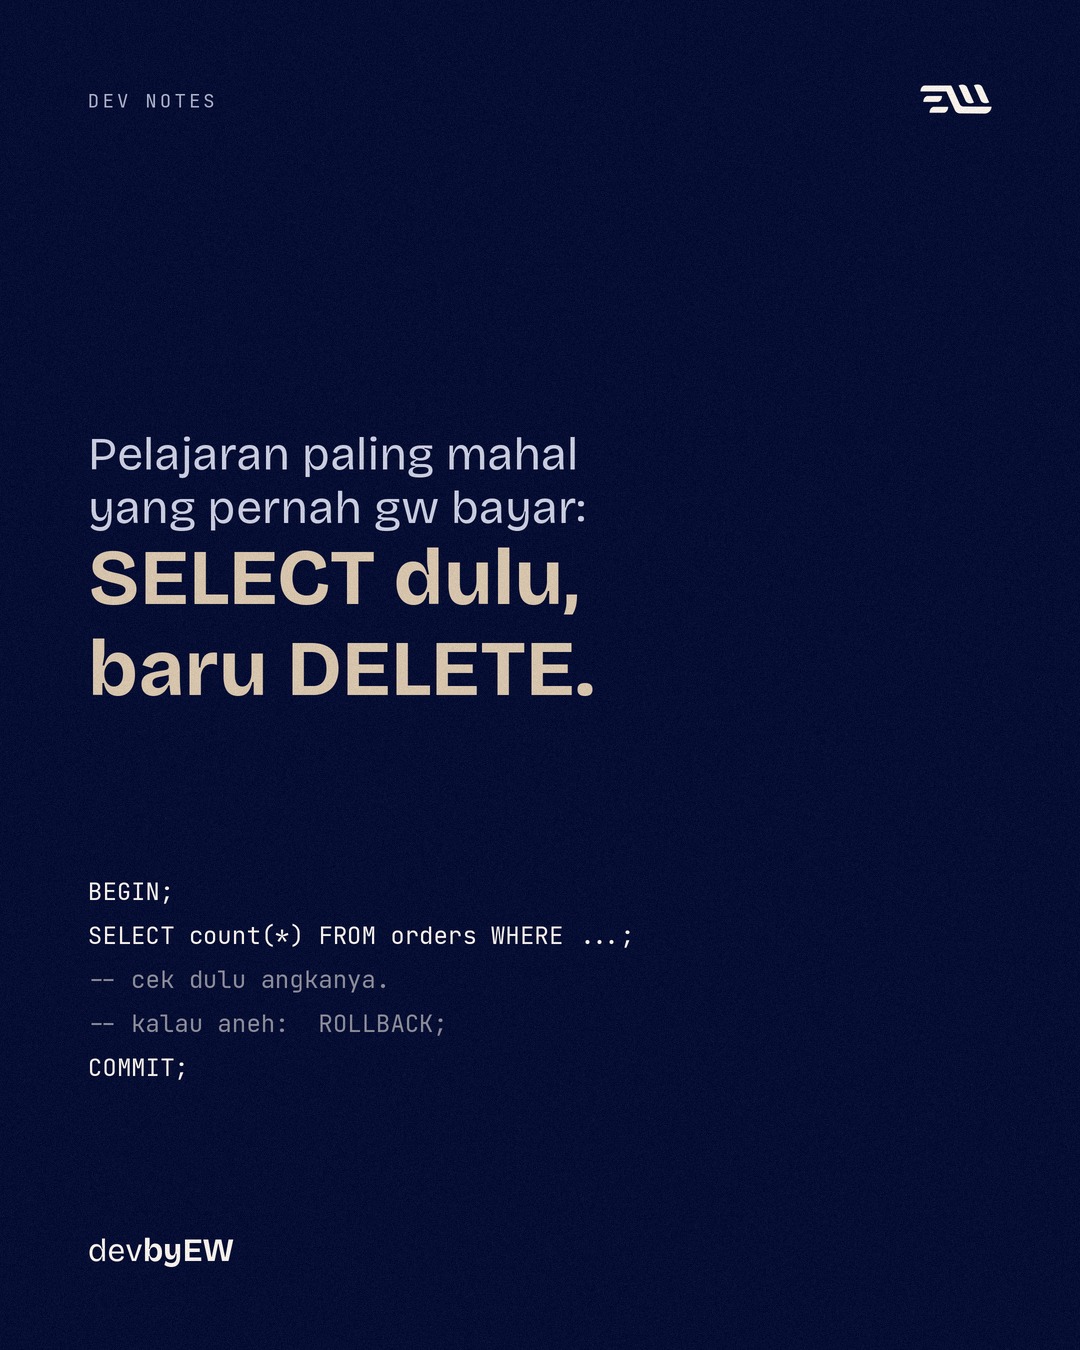 DEV NOTES
EW
Pelajaran paling mahal
yang pernah gw bayar:
SELECT dulu,
baru DELETE.
BEGIN;
SELECT count(*) FROM orders WHERE ...;
-- cek dulu angkanya.
-- kalau aneh:  ROLLBACK;
COMMIT;
devbyEW